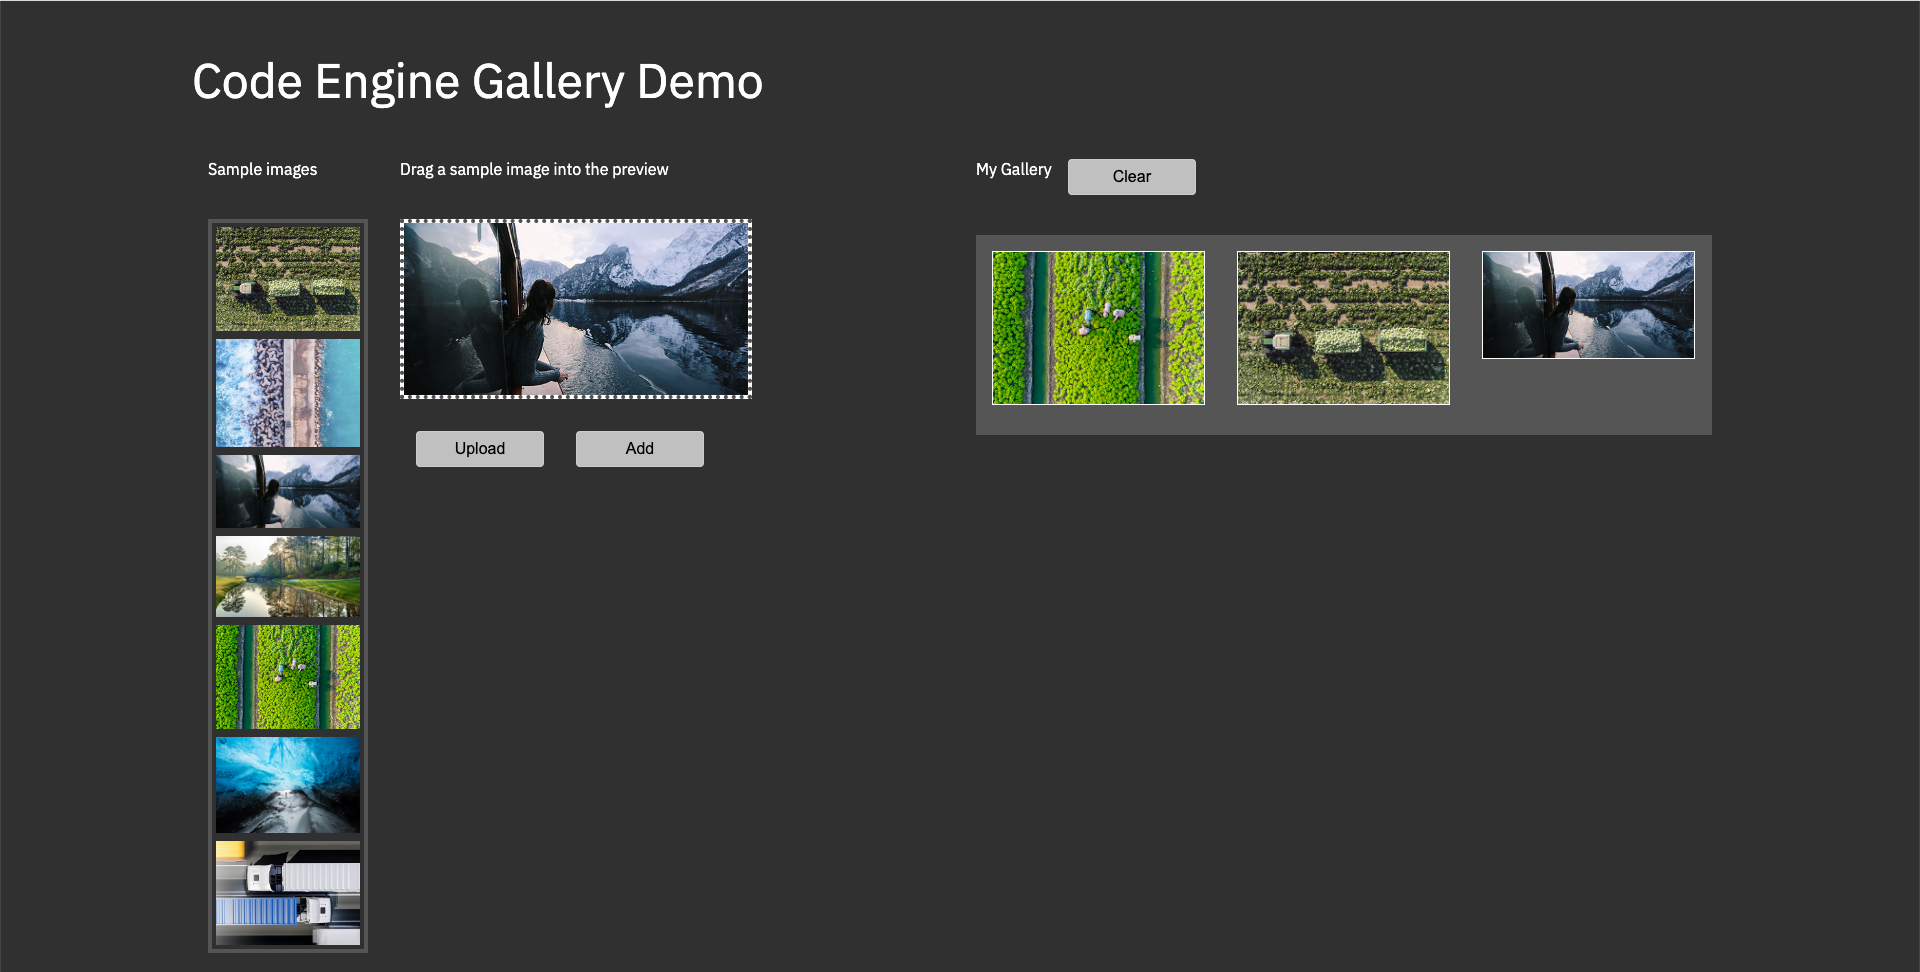 Code Engine Gallery Demo
Sample images
Drag a sample image into the preview
My Gallery
Clear
Upload
Add